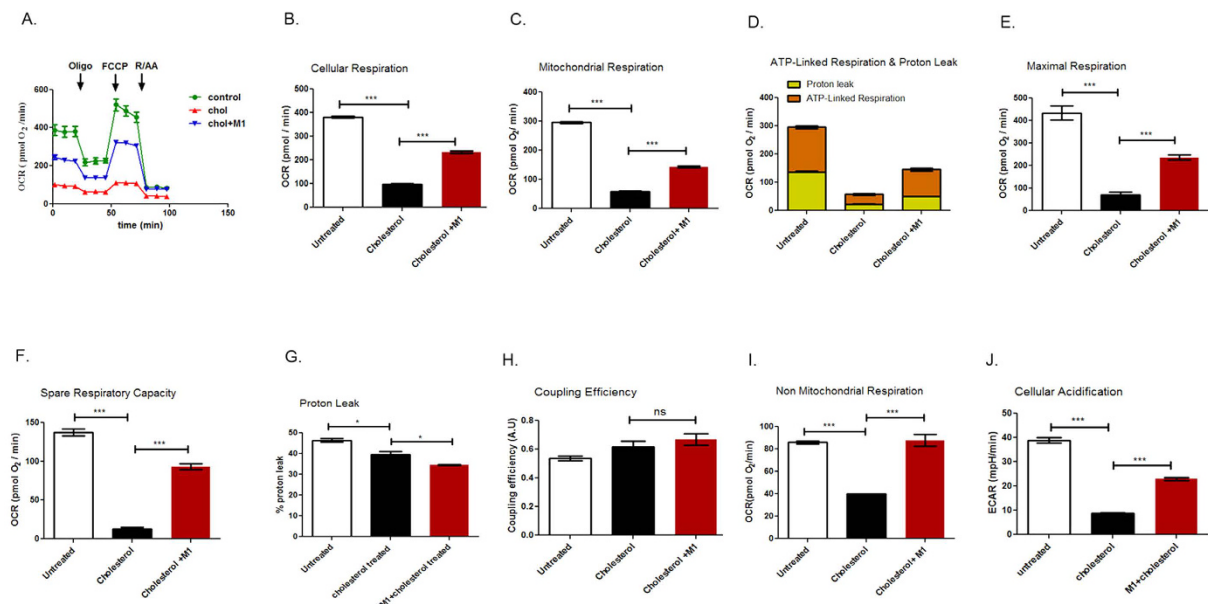 A.
Oligo FCCP R/AA
OCR ( pmol O2 /min)
600
400
200
0
0 50 100 150
time (min)
control
chol
chol+M1
B.
Cellular Respiration
OCR (pmol / min)
500
400
300
200
100
0
***
***
Untreated
Cholesterol
Cholesterol +M1
C.
Mitochondrial Respiration
OCR (pmol O2/ min)
400
300
200
100
0
***
***
Untreated
Cholesterol
Cholesterol+ M1
D.
ATP-Linked Respiration & Proton Leak
Proton leak
ATP-Linked Respiration
OCR (pmol O2 / min)
400
300
200
100
0
Untreated
Cholesterol
Cholesterol +M1
E.
Maximal Respiration
OCR (pmol O2 / min)
500
400
300
200
100
0
***
***
Untreated
Cholesterol
Cholesterol +M1
F.
Spare Respiratory Capacity
OCR (pmol O2 / min)
150
100
50
0
***
***
Untreated
Cholesterol
Cholesterol +M1
G.
Proton Leak
% proton leak
50
40
30
20
10
0
*
*
Untreated
cholesterol treated
M1+cholesterol treated
H.
Coupling Efficiency
Coupling efficiency (A.U)
0.8
0.6
0.4
0.2
0.0
ns
Untreated
Cholesterol
Cholesterol +M1
I.
Non Mitochondrial Respiration
OCR(pmol O2/min)
100
80
60
40
20
0
***
***
Untreated
Cholesterol
Cholesterol+ M1
J.
Cellular Acidification
ECAR (mpH/min)
50
40
30
20
10
0
***
***
untreated
cholesterol
M1+cholesterol